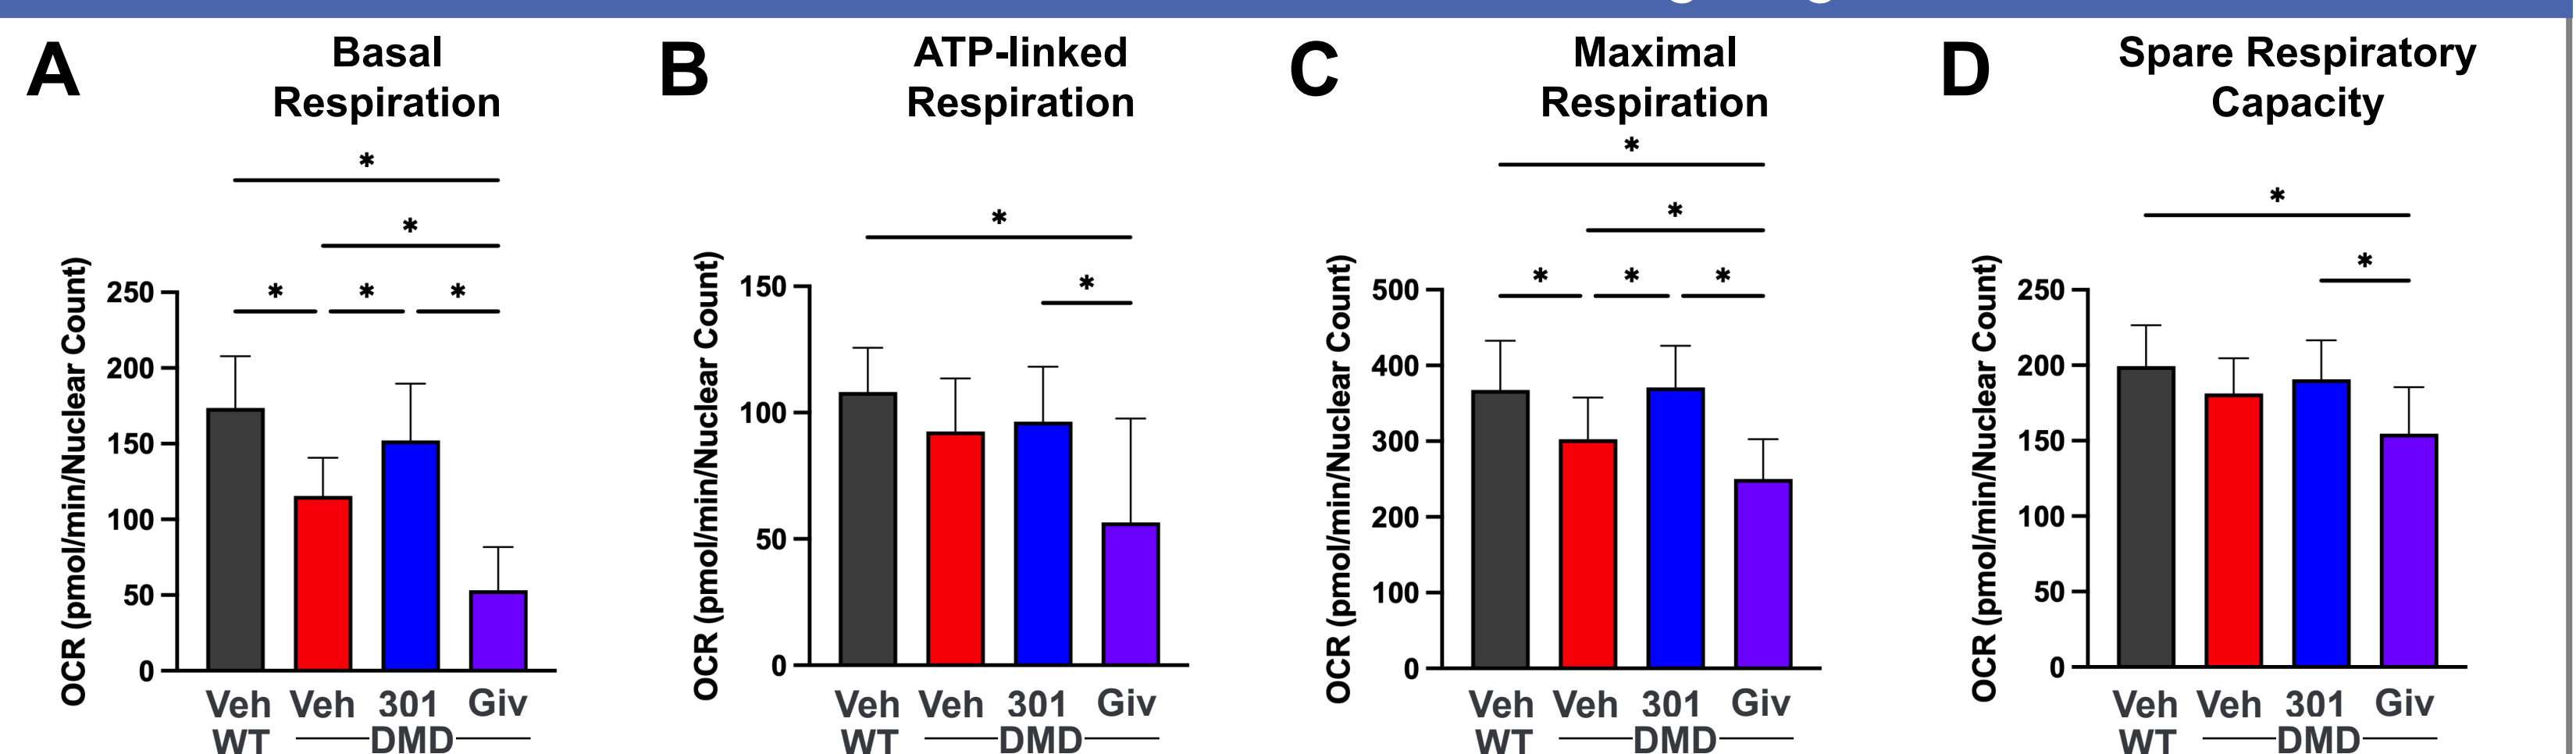 A
Basal
Respiration
*
*
* * *
OCR (pmol/min/Nuclear Count)
250
200
150
100
50
0
Veh Veh 301 Giv
WT DMD
B
ATP-linked
Respiration
*
*
OCR (pmol/min/Nuclear Count)
150
100
50
0
Veh Veh 301 Giv
WT DMD
C
Maximal
Respiration
*
*
* * *
OCR (pmol/min/Nuclear Count)
500
400
300
200
100
0
Veh Veh 301 Giv
WT DMD
D
Spare Respiratory
Capacity
*
*
OCR (pmol/min/Nuclear Count)
250
200
150
100
50
0
Veh Veh 301 Giv
WT DMD